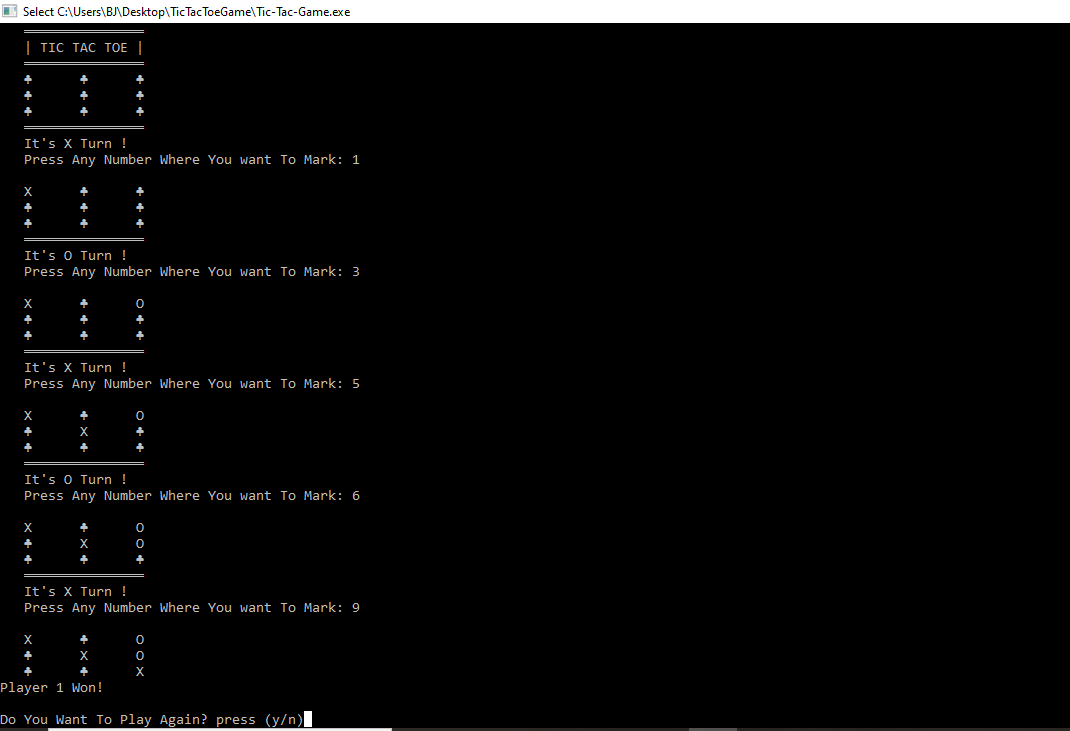 Select C:\Users\BJ\Desktop\TicTacToeGame\Tic-Tac-Game.exe
| TIC TAC TOE |
♣ ♣ ♣
♣ ♣ ♣
♣ ♣ ♣
It's X Turn !
Press Any Number Where You want To Mark: 1
X ♣ ♣
♣ ♣ ♣
♣ ♣ ♣
It's O Turn !
Press Any Number Where You want To Mark: 3
X ♣ O
♣ ♣ ♣
♣ ♣ ♣
It's X Turn !
Press Any Number Where You want To Mark: 5
X ♣ O
♣ X ♣
♣ ♣ ♣
It's O Turn !
Press Any Number Where You want To Mark: 6
X ♣ O
♣ X O
♣ ♣ ♣
It's X Turn !
Press Any Number Where You want To Mark: 9
X ♣ O
♣ X O
♣ ♣ X
Player 1 Won!
Do You Want To Play Again? press (y/n)